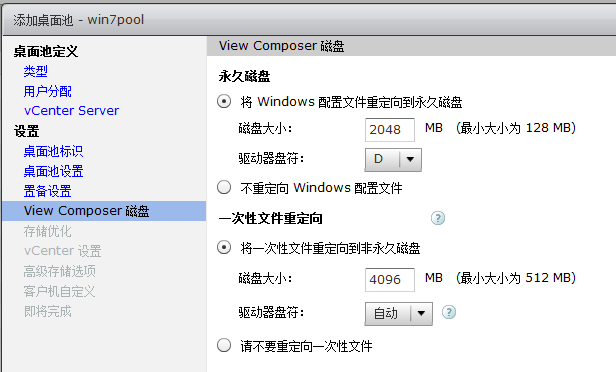 添加桌面池 - win7pool
桌面池定义
类型
用户分配
vCenter Server
设置
桌面池标识
桌面池设置
置备设置
View Composer 磁盘
存储优化
vCenter 设置
高级存储选项
客户机自定义
即将完成
View Composer 磁盘
永久磁盘
将 Windows 配置文件重定向到永久磁盘
磁盘大小: 2048 MB (最小大小为 128 MB)
驱动器盘符: D
不重定向 Windows 配置文件
一次性文件重定向 ?
将一次性文件重定向到非永久磁盘
磁盘大小: 4096 MB (最小大小为 512 MB)
驱动器盘符: 自动 ?
请不要重定向一次性文件